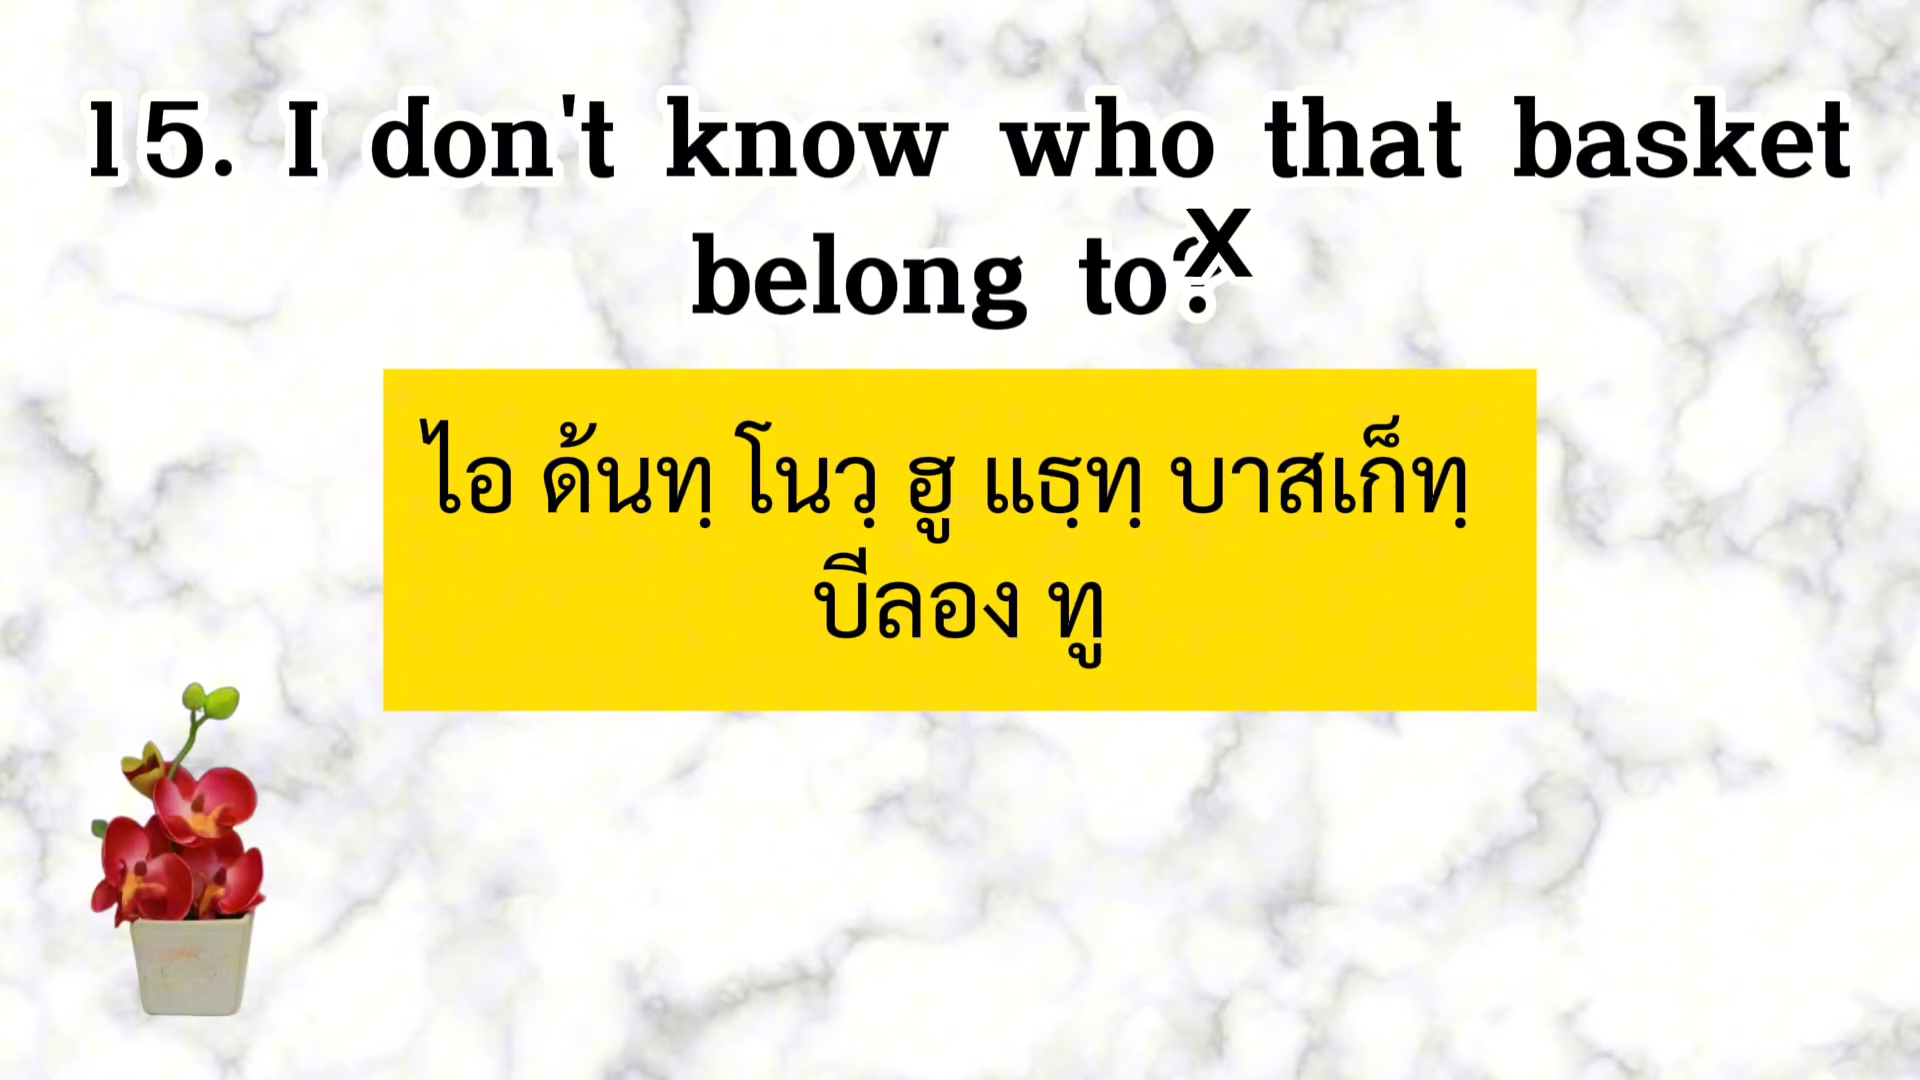 15. I don't know who that basket
belong to?
X
ไอ ด้นทฺ โนวฺ ฮู แธฺทฺ บาสเก็ทฺ
บีลอง ทู